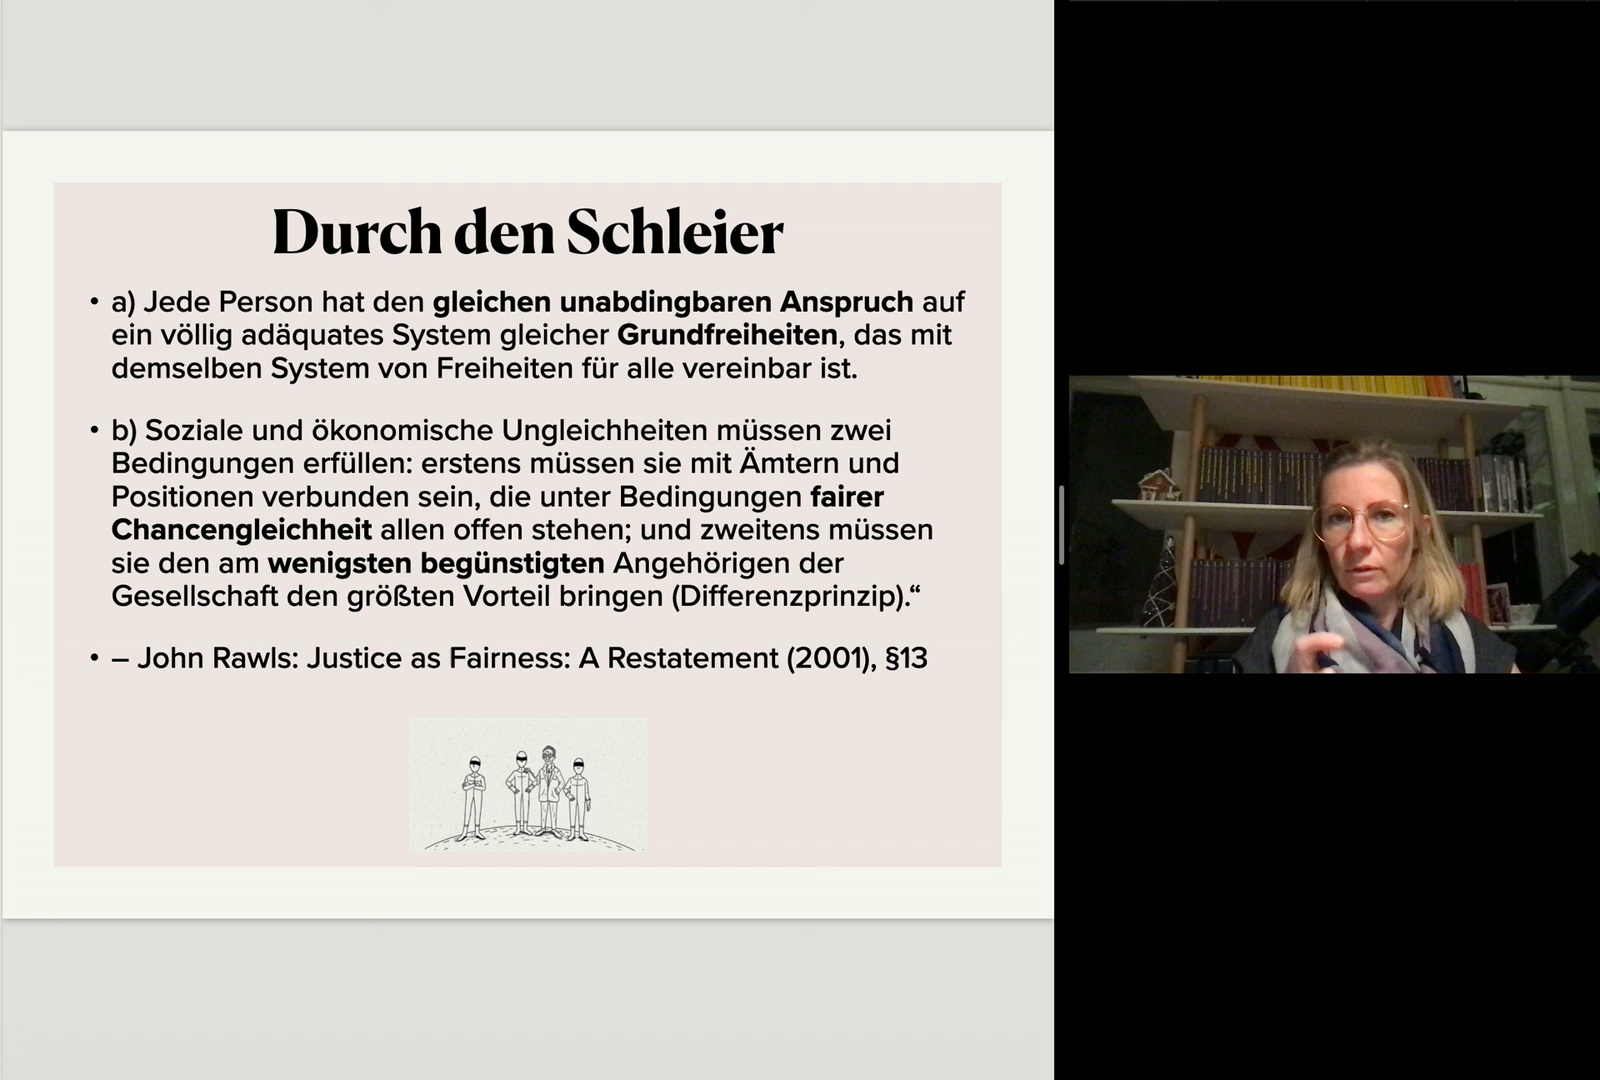 Durch den Schleier
• a) Jede Person hat den gleichen unabdingbaren Anspruch auf
ein völlig adäquates System gleicher Grundfreiheiten, das mit
demselben System von Freiheiten für alle vereinbar ist.
• b) Soziale und ökonomische Ungleichheiten müssen zwei
Bedingungen erfüllen: erstens müssen sie mit Ämtern und
Positionen verbunden sein, die unter Bedingungen fairer
Chancengleichheit allen offen stehen; und zweitens müssen
sie den am wenigsten begünstigten Angehörigen der
Gesellschaft den größten Vorteil bringen (Differenzprinzip).“
• – John Rawls: Justice as Fairness: A Restatement (2001), §13